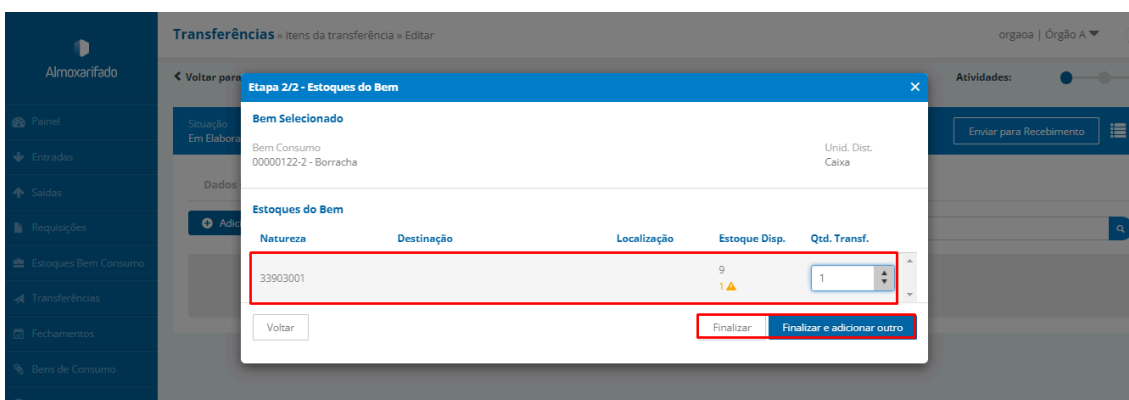 Almoxarifado
Painel
Entradas
Saídas
Requisições
Estoques Bem Consumo
Transferências
Fechamentos
Bens de Consumo
Transferências » Itens da transferência » Editar
orgaoa | Órgão A
Voltar para
Atividades:
Situação
Em Elabora
Enviar para Recebimento
Dados
Adic
Etapa 2/2 - Estoques do Bem
×
Bem Selecionado
Bem Consumo
00000122-2 - Borracha
Unid. Dist.
Caixa
Estoques do Bem
Natureza Destinação Localização Estoque Disp. Qtd. Transf.
33903001 9 1
1
Voltar Finalizar Finalizar e adicionar outro